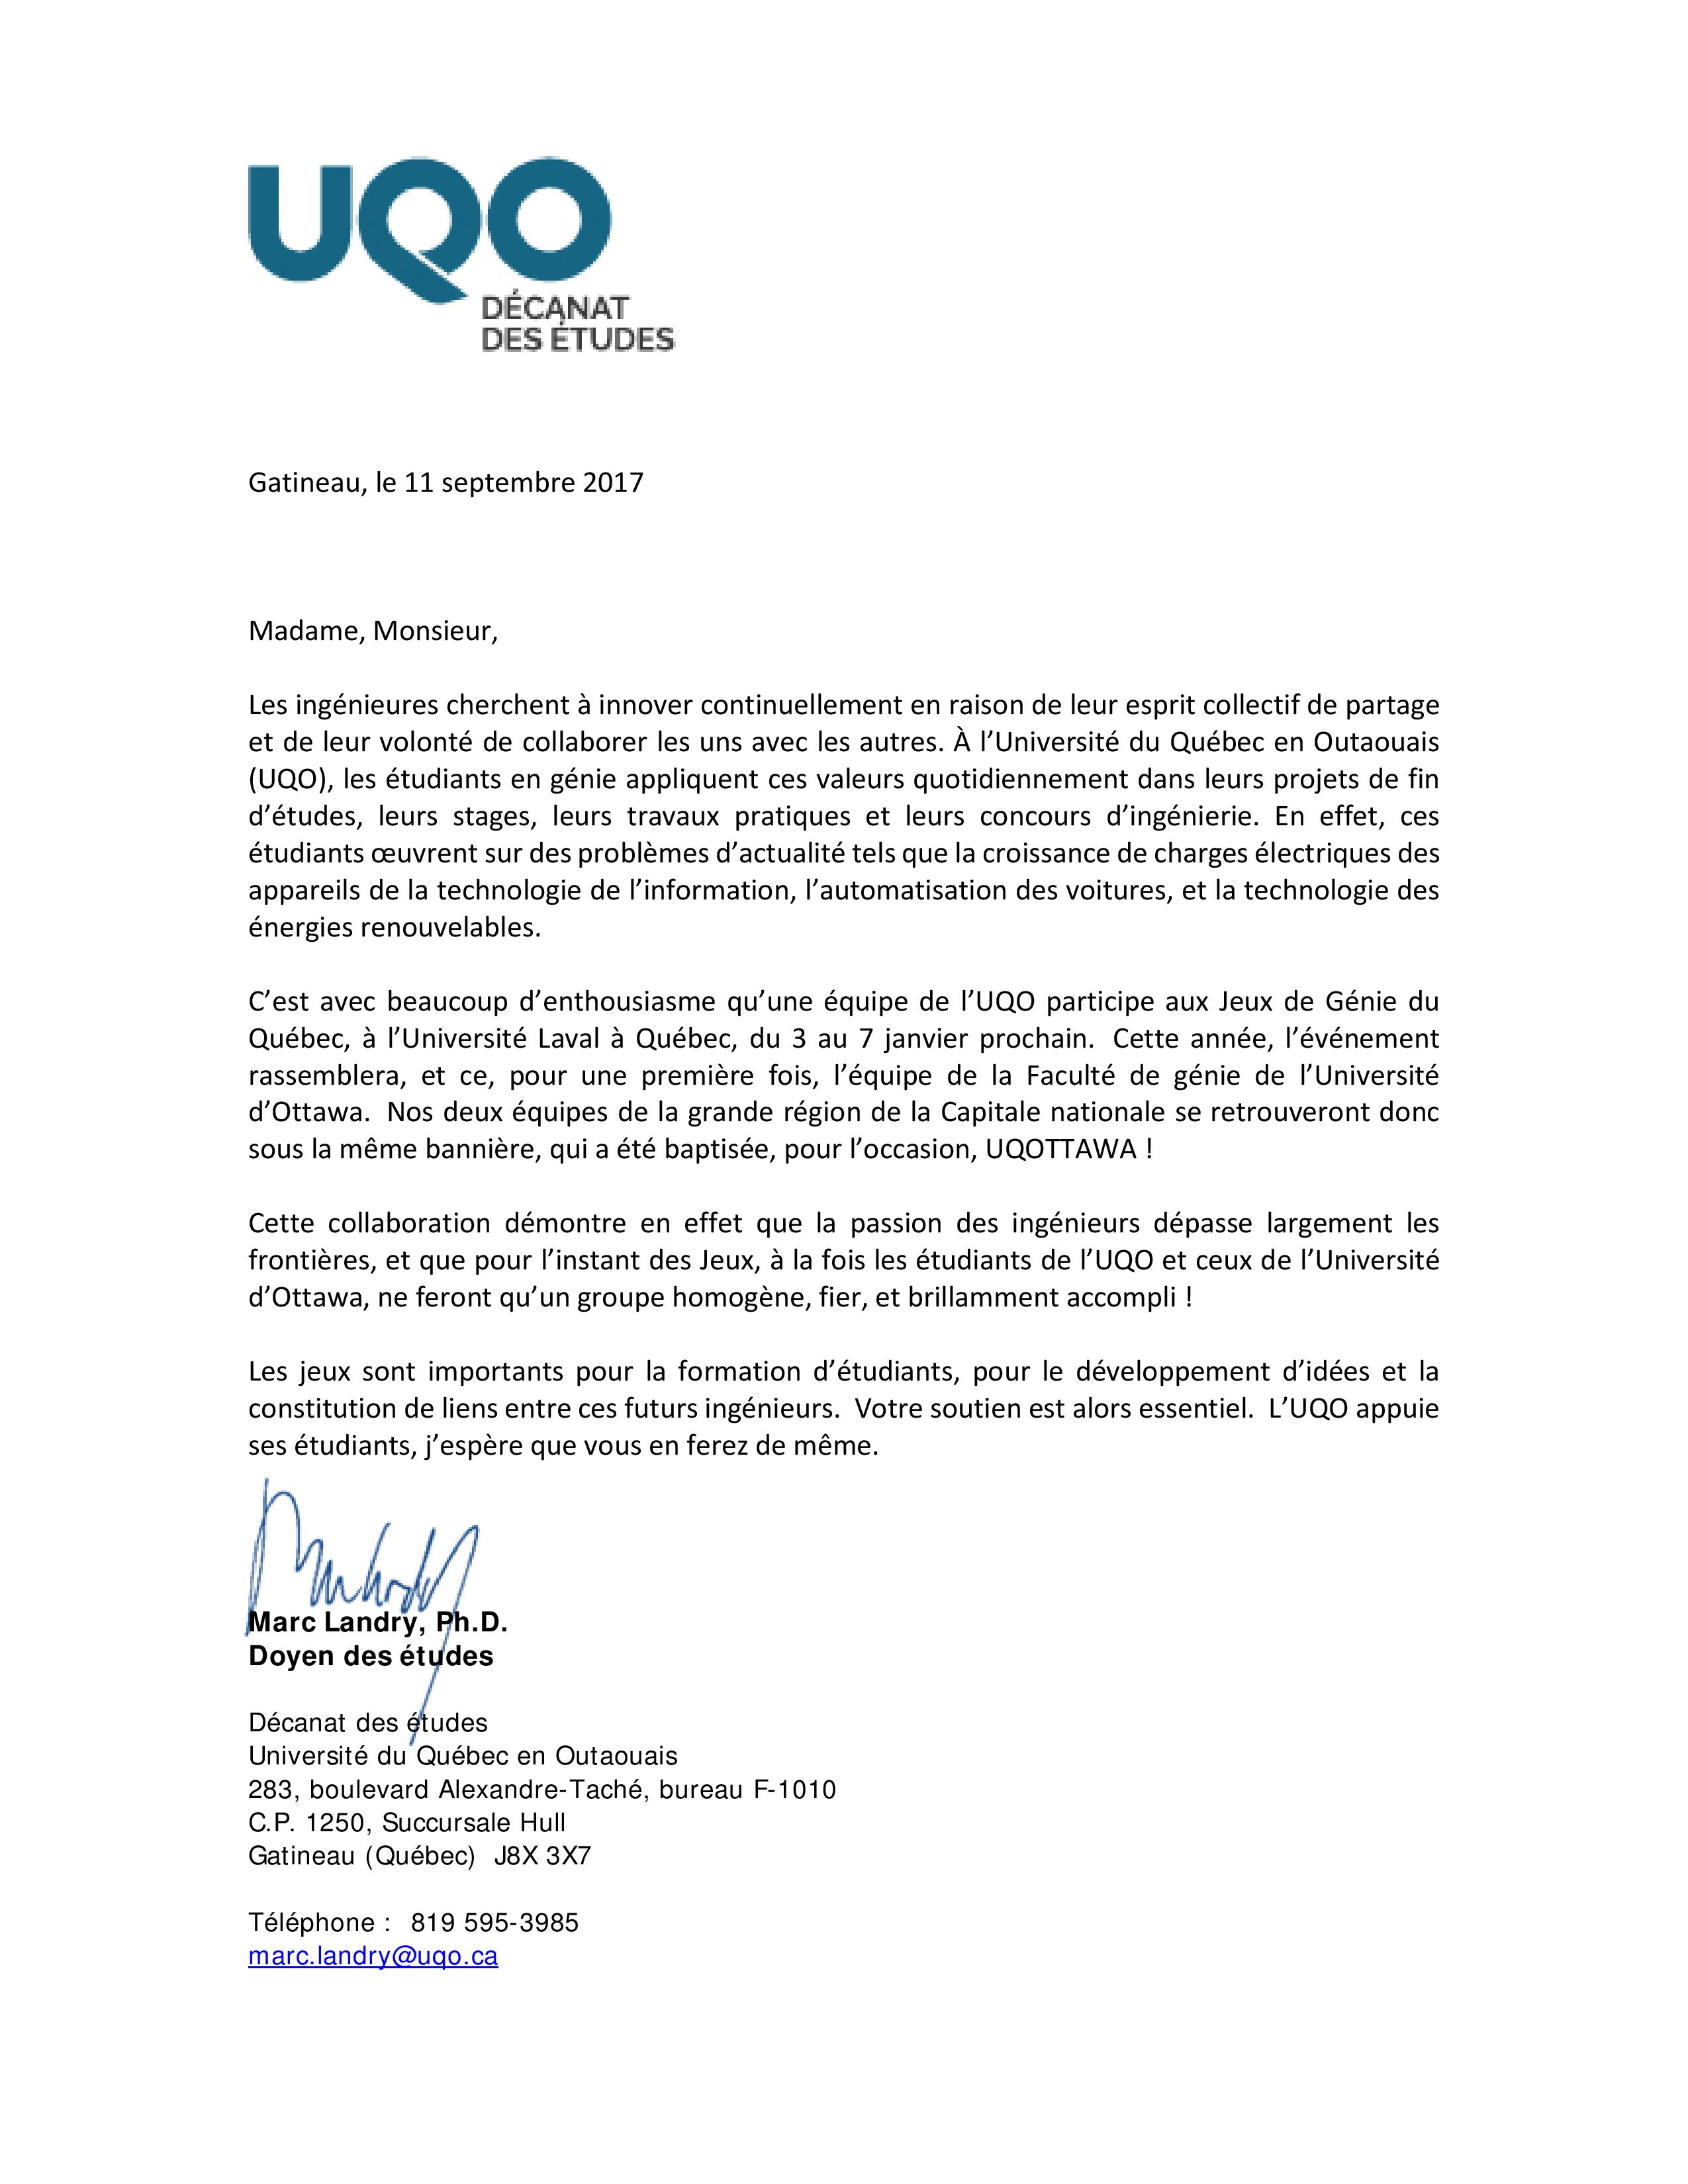 UQO
DÉCANAT
DES ÉTUDES
Gatineau, le 11 septembre 2017
Madame, Monsieur,
Les ingénieures cherchent à innover continuellement en raison de leur esprit collectif de partage
et de leur volonté de collaborer les uns avec les autres. À l’Université du Québec en Outaouais
(UQO), les étudiants en génie appliquent ces valeurs quotidiennement dans leurs projets de fin
d’études, leurs stages, leurs travaux pratiques et leurs concours d’ingénierie. En effet, ces
étudiants œuvrent sur des problèmes d’actualité tels que la croissance de charges électriques des
appareils de la technologie de l’information, l’automatisation des voitures, et la technologie des
énergies renouvelables.
C’est avec beaucoup d’enthousiasme qu’une équipe de l’UQO participe aux Jeux de Génie du
Québec, à l’Université Laval à Québec, du 3 au 7 janvier prochain. Cette année, l’événement
rassemblera, et ce, pour une première fois, l’équipe de la Faculté de génie de l’Université
d’Ottawa. Nos deux équipes de la grande région de la Capitale nationale se retrouveront donc
sous la même bannière, qui a été baptisée, pour l’occasion, UQOTTAWA !
Cette collaboration démontre en effet que la passion des ingénieurs dépasse largement les
frontières, et que pour l’instant des Jeux, à la fois les étudiants de l’UQO et ceux de l’Université
d’Ottawa, ne feront qu’un groupe homogène, fier, et brillamment accompli !
Les jeux sont importants pour la formation d’étudiants, pour le développement d’idées et la
constitution de liens entre ces futurs ingénieurs. Votre soutien est alors essentiel. L’UQO appuie
ses étudiants, j’espère que vous en ferez de même.
Marc Landry, Ph.D.
Doyen des études
Décanat des études
Université du Québec en Outaouais
283, boulevard Alexandre-Taché, bureau F-1010
C.P. 1250, Succursale Hull
Gatineau (Québec) J8X 3X7
Téléphone : 819 595-3985
marc.landry@uqo.ca